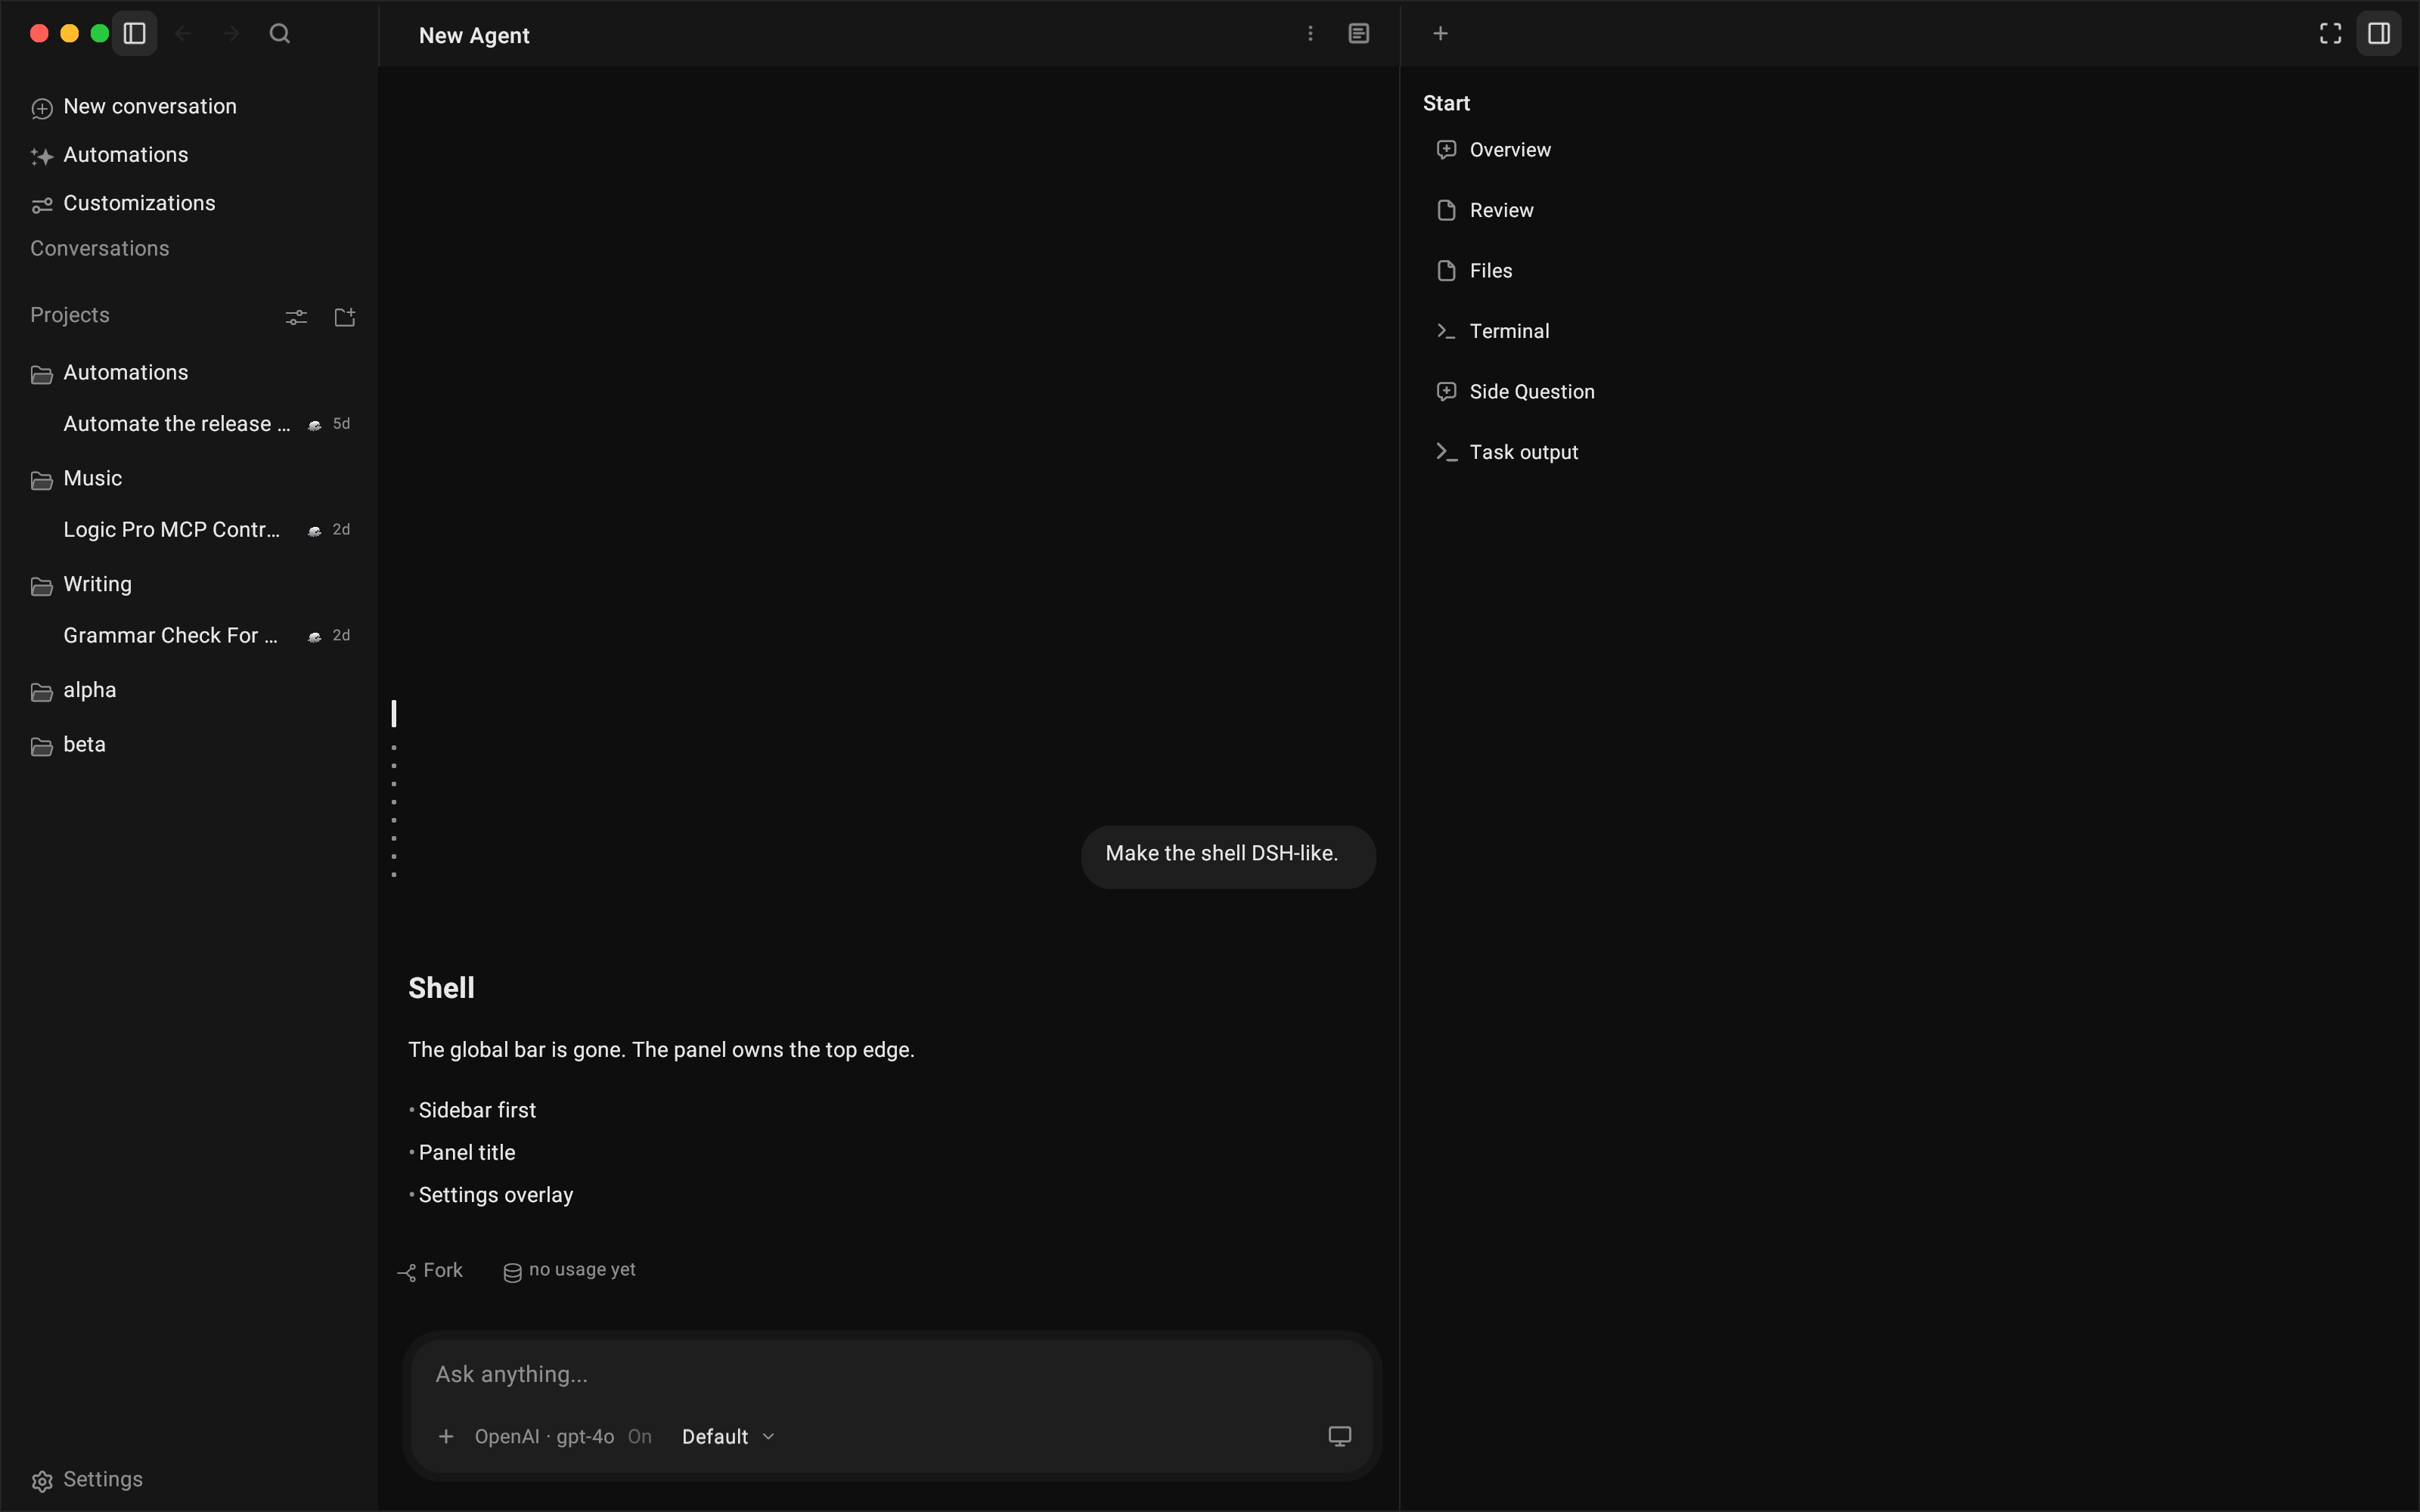 New conversation
Automations
Customizations
Conversations
Projects
Automations
Automate the release ... 5d
Music
Logic Pro MCP Contr... 2d
Writing
Grammar Check For ... 2d
alpha
beta
Settings
New Agent
Make the shell DSH-like.
Shell
The global bar is gone. The panel owns the top edge.
• Sidebar first
• Panel title
• Settings overlay
Fork no usage yet
Ask anything...
OpenAI · gpt-4o On Default
Start
Overview
Review
Files
Terminal
Side Question
Task output